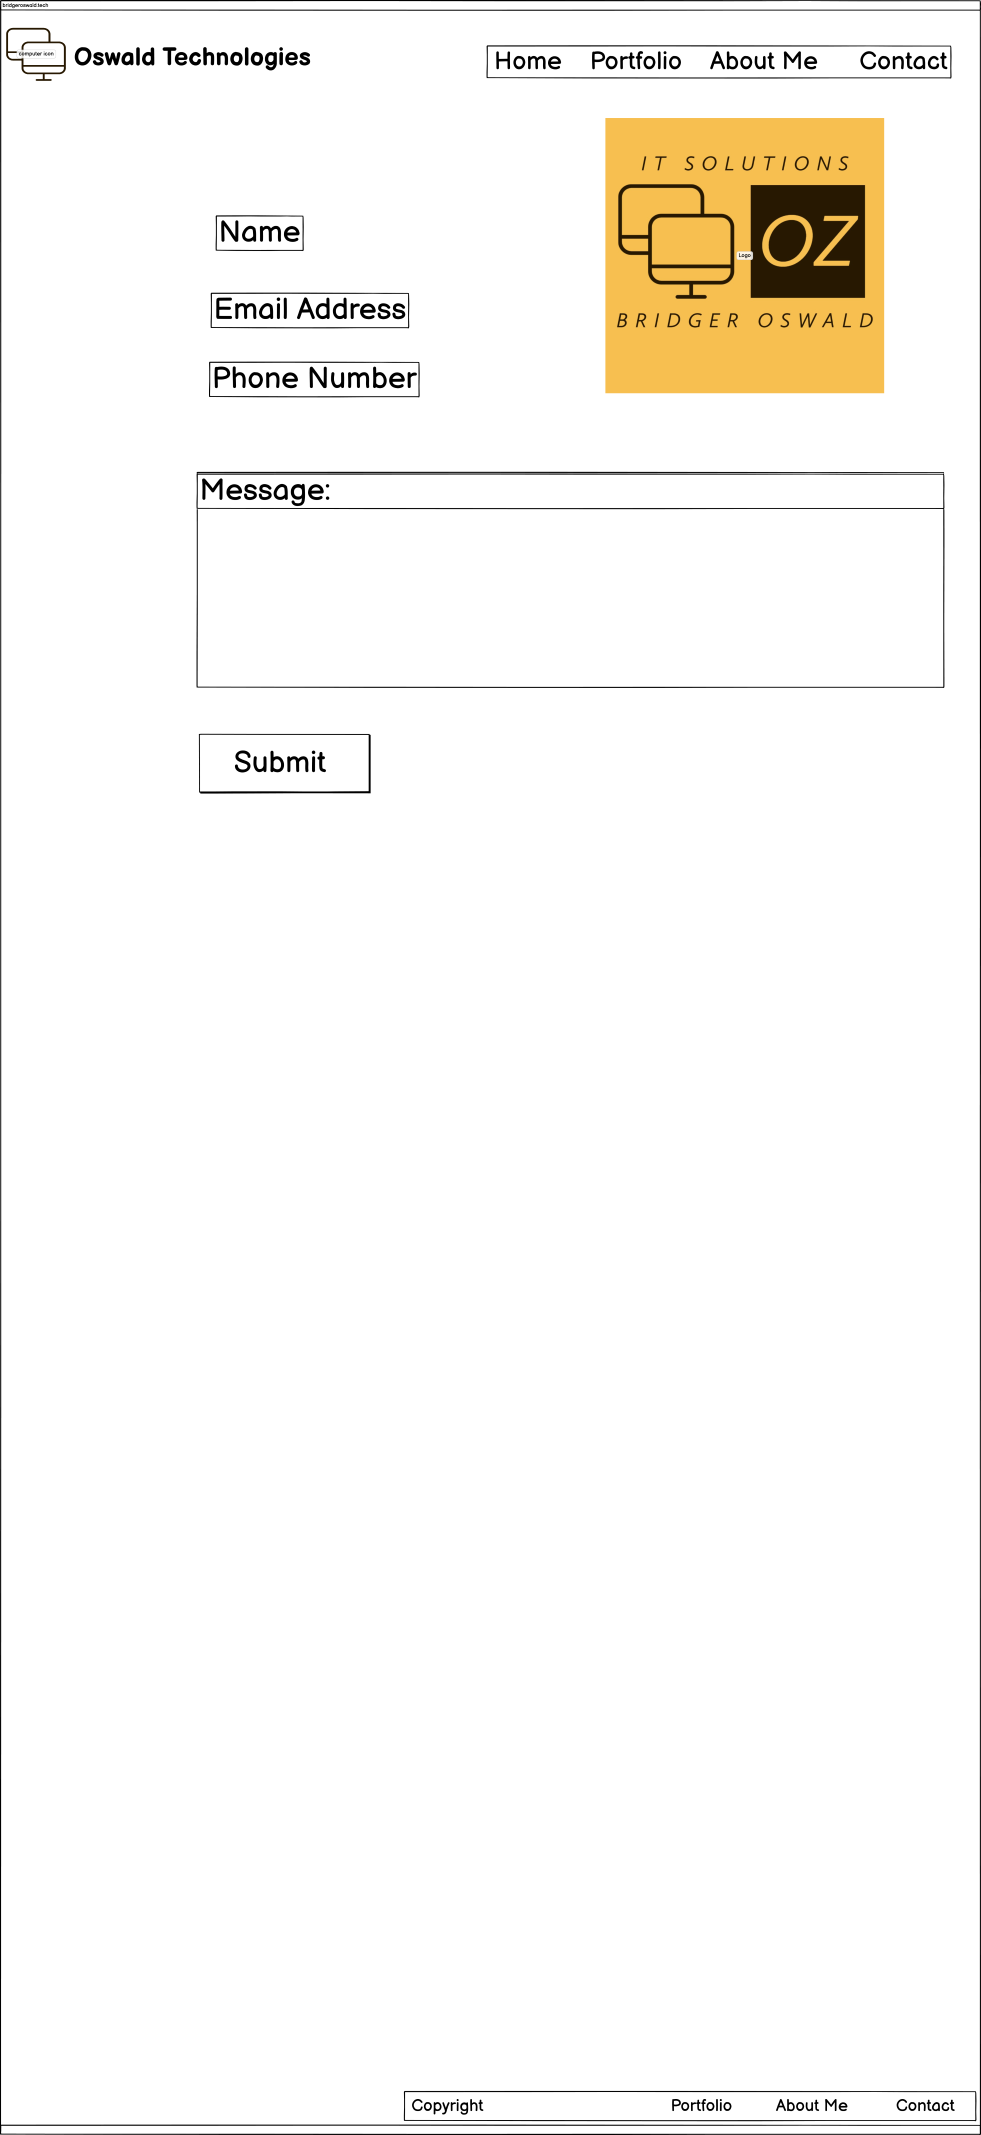 bridgeroswald.tech
computer icon
Oswald Technologies
Home Portfolio About Me Contact
IT SOLUTIONS
OZ
Logo
BRIDGER OSWALD
Name
Email Address
Phone Number
Message:
Submit
Copyright Portfolio About Me Contact